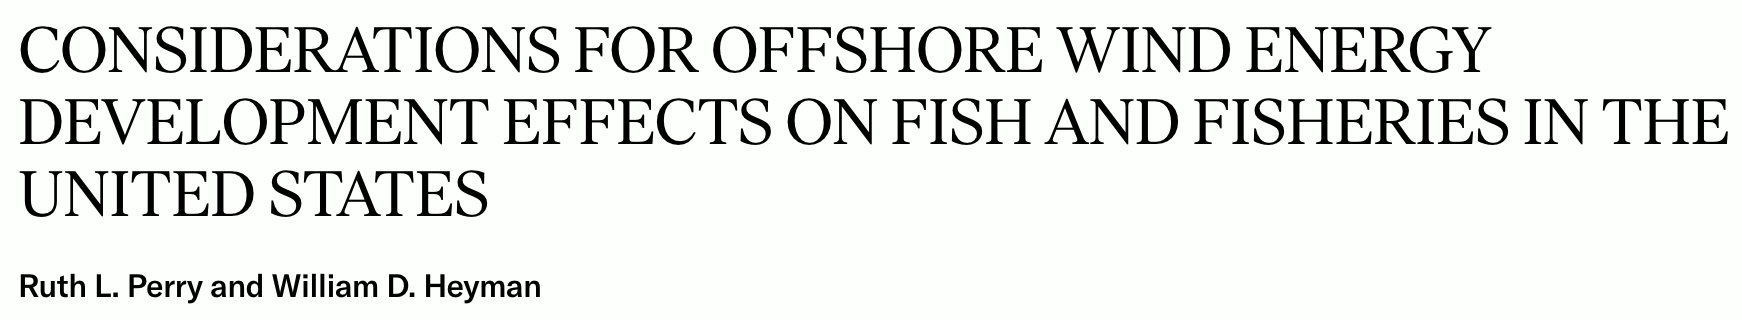 CONSIDERATIONS FOR OFFSHORE WIND ENERGY
DEVELOPMENT EFFECTS ON FISH AND FISHERIES IN THE
UNITED STATES
Ruth L. Perry and William D. Heyman